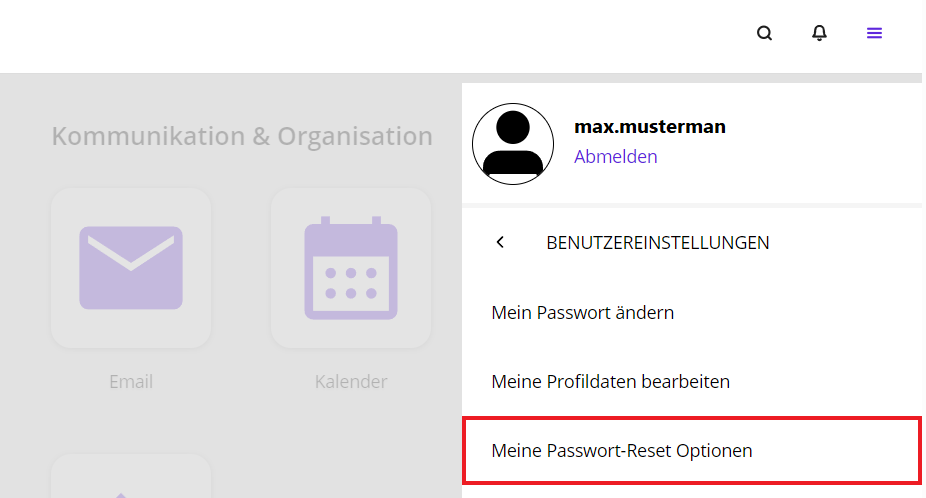 max.musterman
Abmelden
Kommunikation & Organisation
Email
Kalender
BENUTZEREINSTELLUNGEN
Mein Passwort ändern
Meine Profildaten bearbeiten
Meine Passwort-Reset Optionen